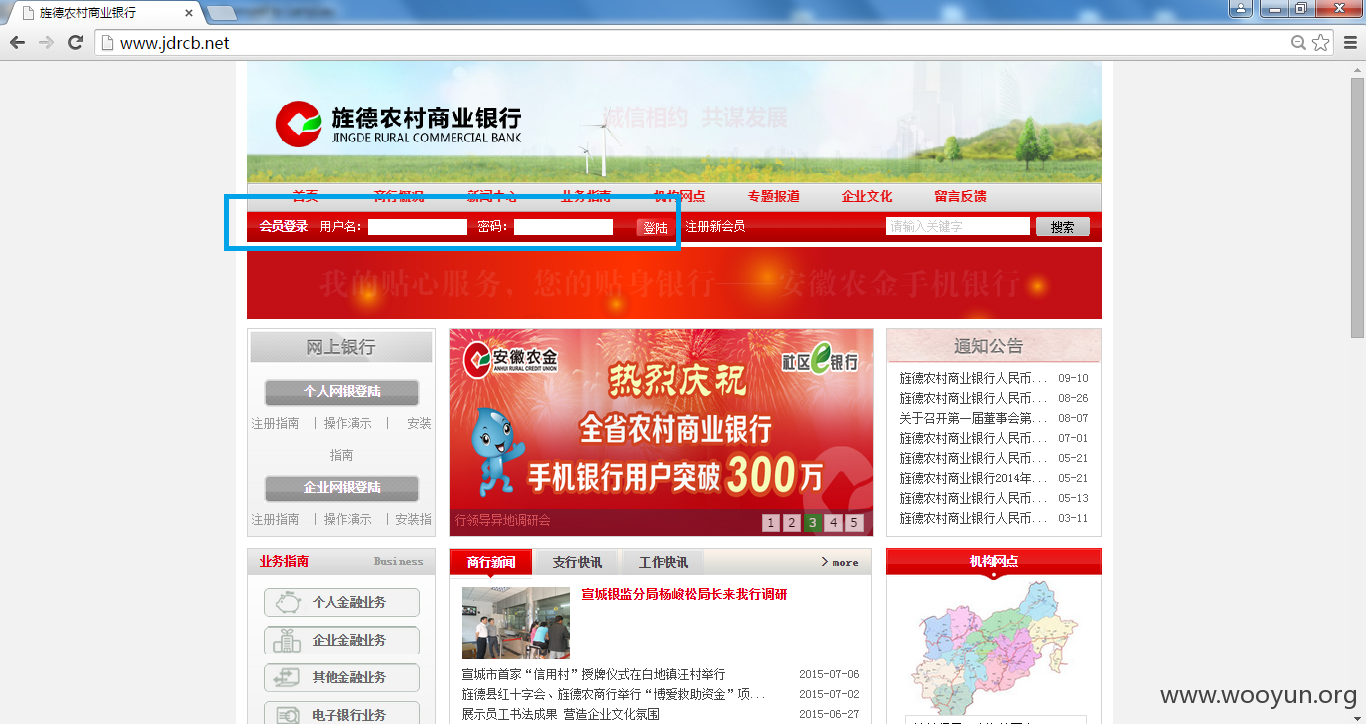 旌德农村商业银行
www.jdrcb.net
旌德农村商业银行
JINGDE RURAL COMMERCIAL BANK
诚信相约 共谋发展
首页 商行概况 新闻中心 业务指南 机构网点 专题报道 企业文化 留言反馈
会员登录 用户名: 密码: 登陆 注册新会员 请输入关键字 搜索
我的贴心服务，您的贴身银行——安徽农金手机银行
网上银行
个人网银登陆
注册指南 | 操作演示 | 安装
指南
企业网银登陆
注册指南 | 操作演示 | 安装指
安徽农金
ANHUI RURAL CREDIT UNION
社区e银行
热烈庆祝
全省农村商业银行
手机银行用户突破300万
行领导异地调研会
1 2 3 4 5
通知公告
旌德农村商业银行人民币... 09-10
旌德农村商业银行人民币... 08-26
关于召开第一届董事会第... 08-07
旌德农村商业银行人民币... 07-01
旌德农村商业银行人民币... 05-21
旌德农村商业银行2014年... 05-21
旌德农村商业银行人民币... 05-13
旌德农村商业银行人民币... 03-11
业务指南 Business
个人金融业务
企业金融业务
其他金融业务
电子银行业务
商行新闻 支行快讯 工作快讯 > more
宣城银监分局杨峻松局长来我行调研
宣城市首家“信用村”授牌仪式在白地镇汪村举行 2015-07-06
旌德县红十字会、旌德农商行举行“博爱救助资金”项... 2015-07-02
展示员工书法成果 营造企业文化氛围 2015-06-27
机构网点
www.wooyun.org